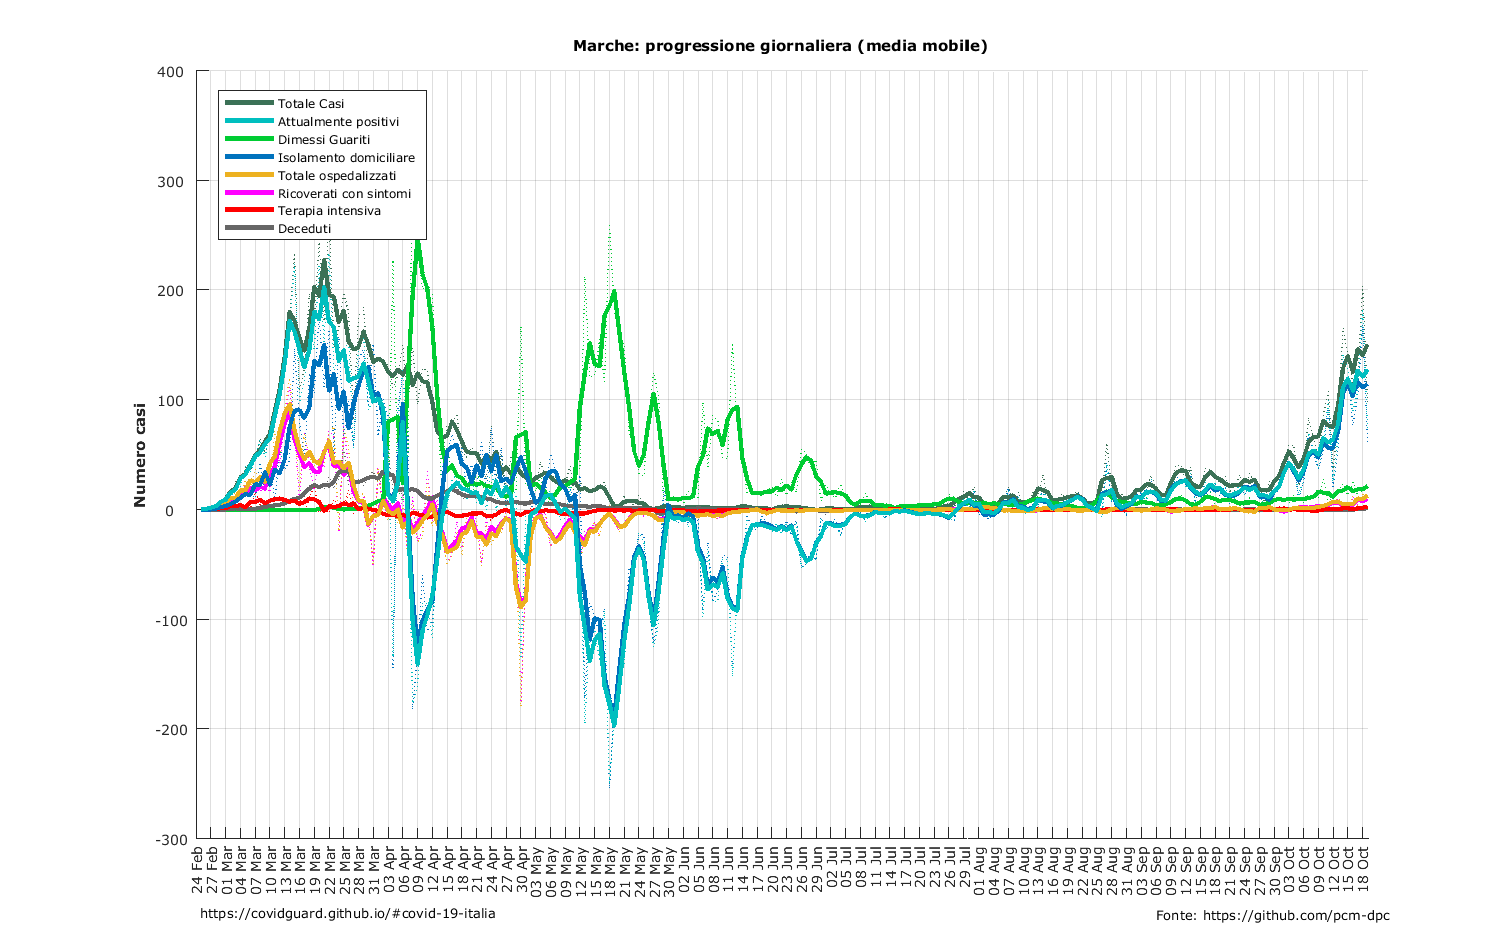 Marche: progressione giornaliera (media mobile)
400
300
200
100
0
-100
-200
-300
Numero casi
Totale Casi
Attualmente positivi
Dimessi Guariti
Isolamento domiciliare
Totale ospedalizzati
Ricoverati con sintomi
Terapia intensiva
Deceduti
24 Feb
27 Feb
01 Mar
04 Mar
07 Mar
10 Mar
13 Mar
16 Mar
19 Mar
22 Mar
25 Mar
28 Mar
31 Mar
03 Apr
06 Apr
09 Apr
12 Apr
15 Apr
18 Apr
21 Apr
24 Apr
27 Apr
30 Apr
03 May
06 May
09 May
12 May
15 May
18 May
21 May
24 May
27 May
30 May
02 Jun
05 Jun
08 Jun
11 Jun
14 Jun
17 Jun
20 Jun
23 Jun
26 Jun
29 Jun
02 Jul
05 Jul
08 Jul
11 Jul
14 Jul
17 Jul
20 Jul
23 Jul
26 Jul
29 Jul
01 Aug
04 Aug
07 Aug
10 Aug
13 Aug
16 Aug
19 Aug
22 Aug
25 Aug
28 Aug
31 Aug
03 Sep
06 Sep
09 Sep
12 Sep
15 Sep
18 Sep
21 Sep
24 Sep
27 Sep
30 Sep
03 Oct
06 Oct
09 Oct
12 Oct
15 Oct
18 Oct
https://covidguard.github.io/#covid-19-italia
Fonte: https://github.com/pcm-dpc